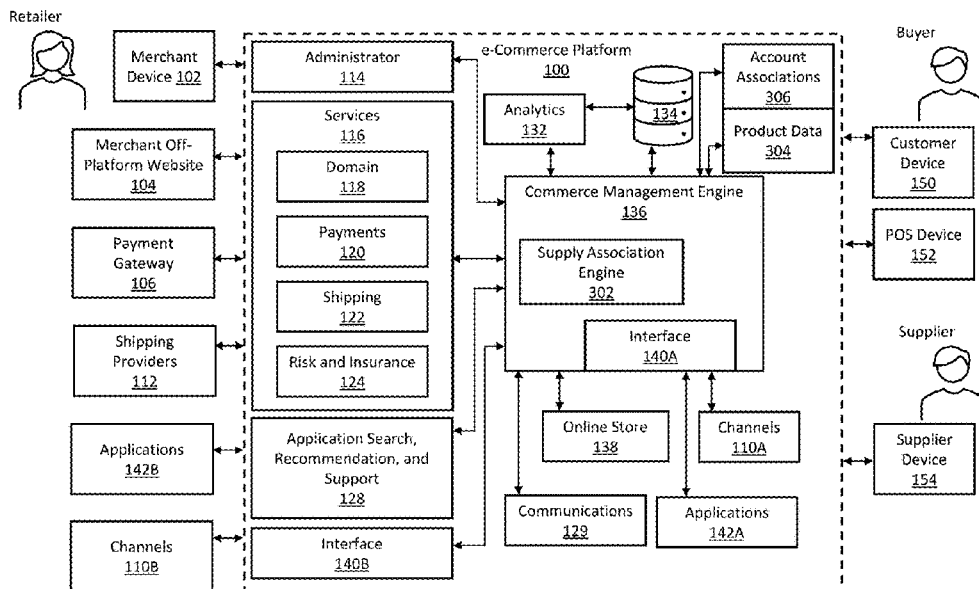 Retailer
Merchant
Device 102
Merchant Off-
Platform Website
104
Payment
Gateway
106
Shipping
Providers
112
Applications
142B
Channels
110B
Administrator
114
Services
116
Domain
118
Payments
120
Shipping
122
Risk and Insurance
124
Application Search,
Recommendation, and
Support
128
Interface
140B
e-Commerce Platform
100
Analytics
132
134
Account
Associations
306
Product Data
304
Commerce Management Engine
136
Supply Association
Engine
302
Interface
140A
Online Store
138
Channels
110A
Communications
129
Applications
142A
Buyer
Customer
Device
150
POS Device
152
Supplier
Supplier
Device
154